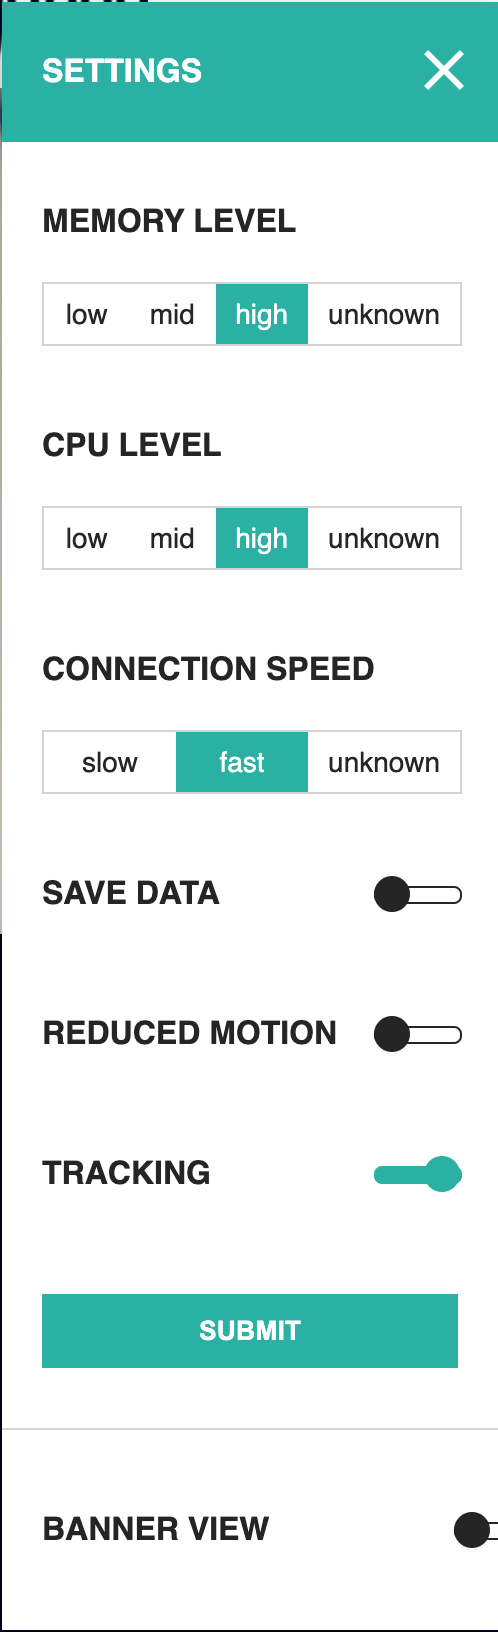 SETTINGS
MEMORY LEVEL
low mid high unknown
CPU LEVEL
low mid high unknown
CONNECTION SPEED
slow fast unknown
SAVE DATA
REDUCED MOTION
TRACKING
SUBMIT
BANNER VIEW